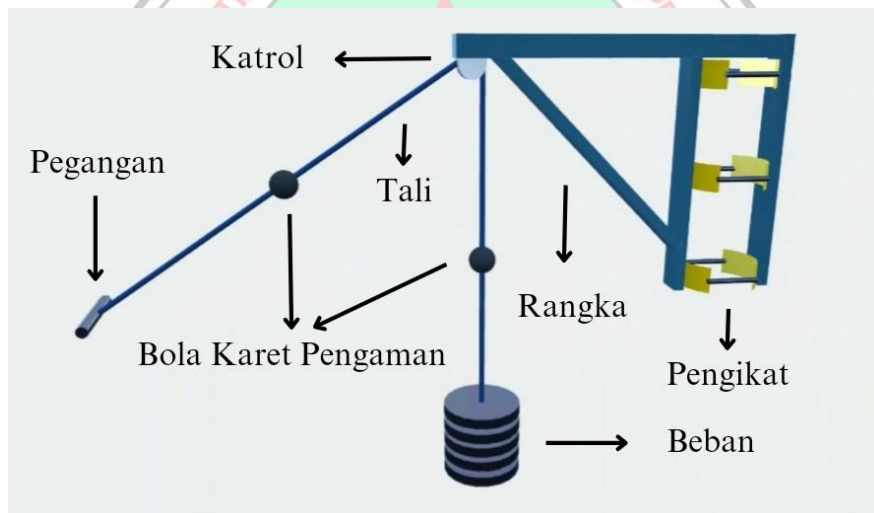 Katrol
Pegangan
Tali
Rangka
Bola Karet Pengaman
Pengikat
Beban